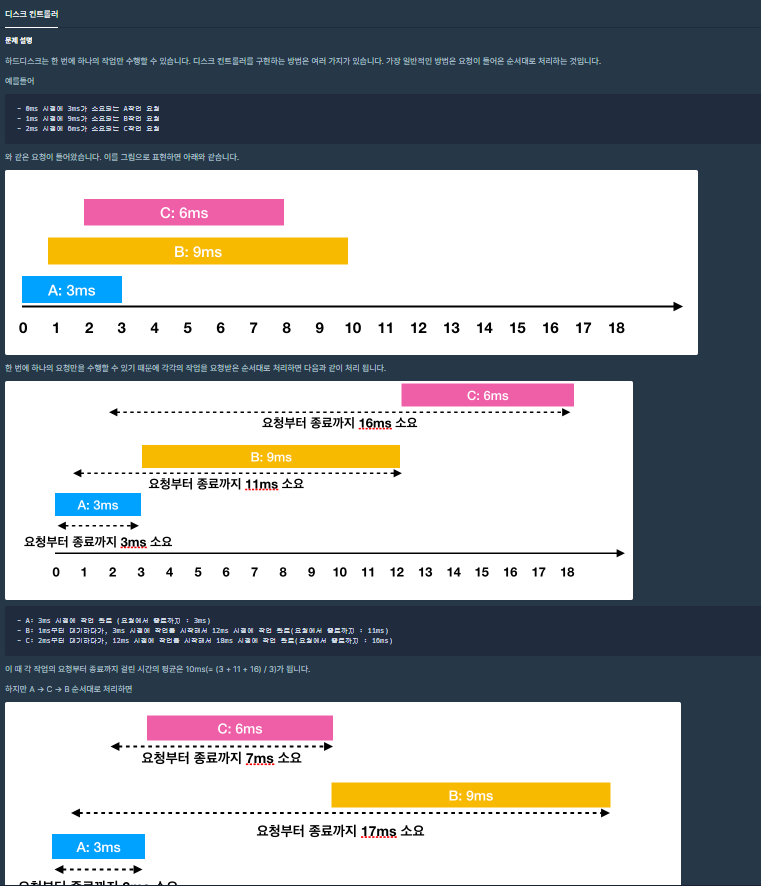 디스크 컨트롤러
문제 설명
하드디스크는 한 번에 하나의 작업만 수행할 수 있습니다. 디스크 컨트롤러를 구현하는 방법은 여러 가지가 있습니다. 가장 일반적인 방법은 요청이 들어온 순서대로 처리하는 것입니다.
예를들어
- 0ms 시점에 3ms가 소요되는 A작업 요청
- 1ms 시점에 9ms가 소요되는 B작업 요청
- 2ms 시점에 6ms가 소요되는 C작업 요청
와 같은 요청이 들어왔습니다. 이를 그림으로 표현하면 아래와 같습니다.
C: 6ms
B: 9ms
A: 3ms
0 1 2 3 4 5 6 7 8 9 10 11 12 13 14 15 16 17 18
한 번에 하나의 요청만을 수행할 수 있기 때문에 각각의 작업을 요청받은 순서대로 처리하면 다음과 같이 처리 됩니다.
C: 6ms
요청부터 종료까지 16ms 소요
B: 9ms
요청부터 종료까지 11ms 소요
A: 3ms
요청부터 종료까지 3ms 소요
0 1 2 3 4 5 6 7 8 9 10 11 12 13 14 15 16 17 18
- A: 3ms 시점에 작업 완료 (요청에서 종료까지 : 3ms)
- B: 1ms부터 대기하다가, 3ms 시점에 작업을 시작해서 12ms 시점에 작업 완료(요청에서 종료까지 : 11ms)
- C: 2ms부터 대기하다가, 12ms 시점에 작업을 시작해서 18ms 시점에 작업 완료(요청에서 종료까지 : 16ms)
이 때 각 작업의 요청부터 종료까지 걸린 시간의 평균은 10ms(= (3 + 11 + 16) / 3)가 됩니다.
하지만 A → C → B 순서대로 처리하면
C: 6ms
요청부터 종료까지 7ms 소요
B: 9ms
요청부터 종료까지 17ms 소요
A: 3ms